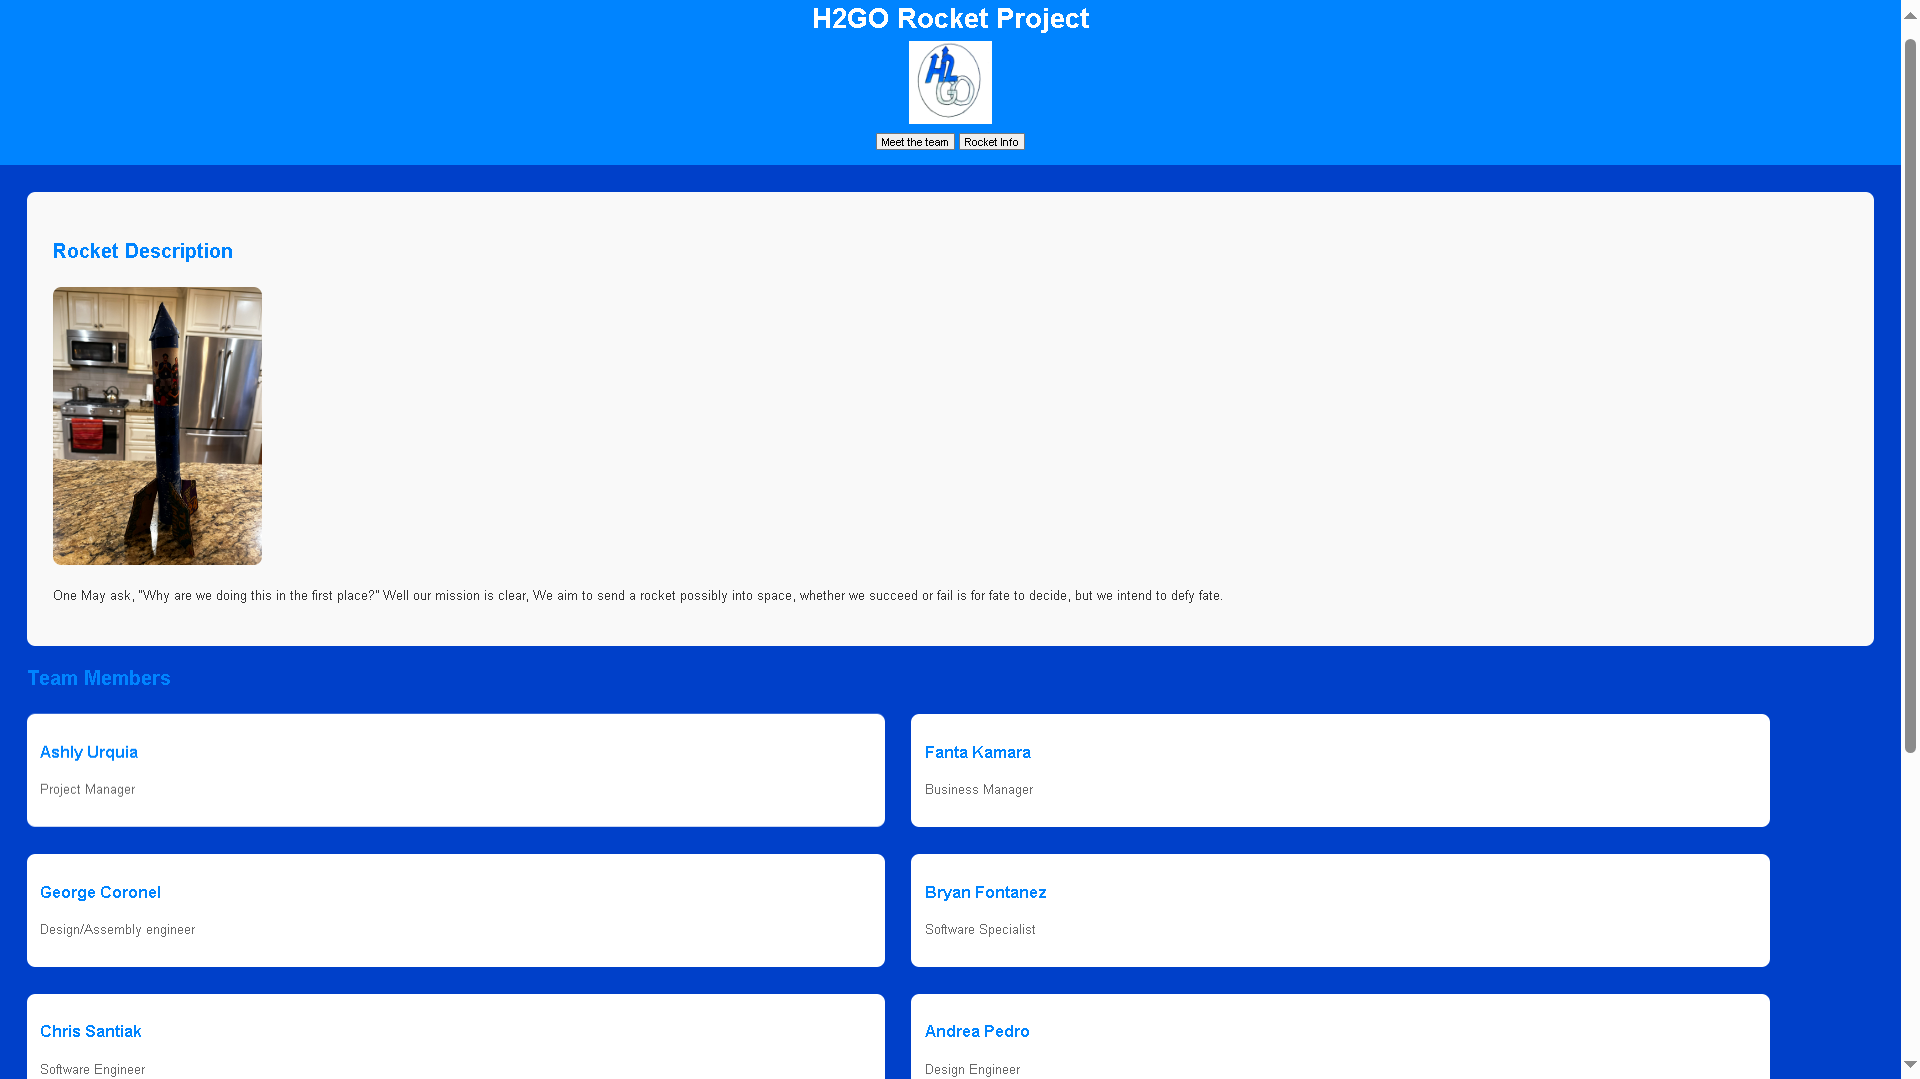 H2GO Rocket Project
H2
GO
Meet the team Rocket Info
Rocket Description
One May ask, "Why are we doing this in the first place?" Well our mission is clear, We aim to send a rocket possibly into space, whether we succeed or fail is for fate to decide, but we intend to defy fate.
Team Members
Ashly Urquia
Project Manager
Fanta Kamara
Business Manager
George Coronel
Design/Assembly engineer
Bryan Fontanez
Software Specialist
Chris Santiak
Software Engineer
Andrea Pedro
Design Engineer